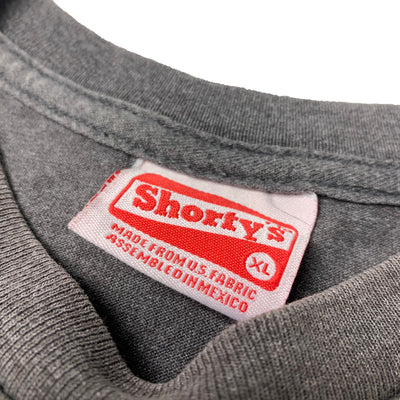 Shorty's
XL
MADE FROM U.S. FABRIC
ASSEMBLED IN MEXICO